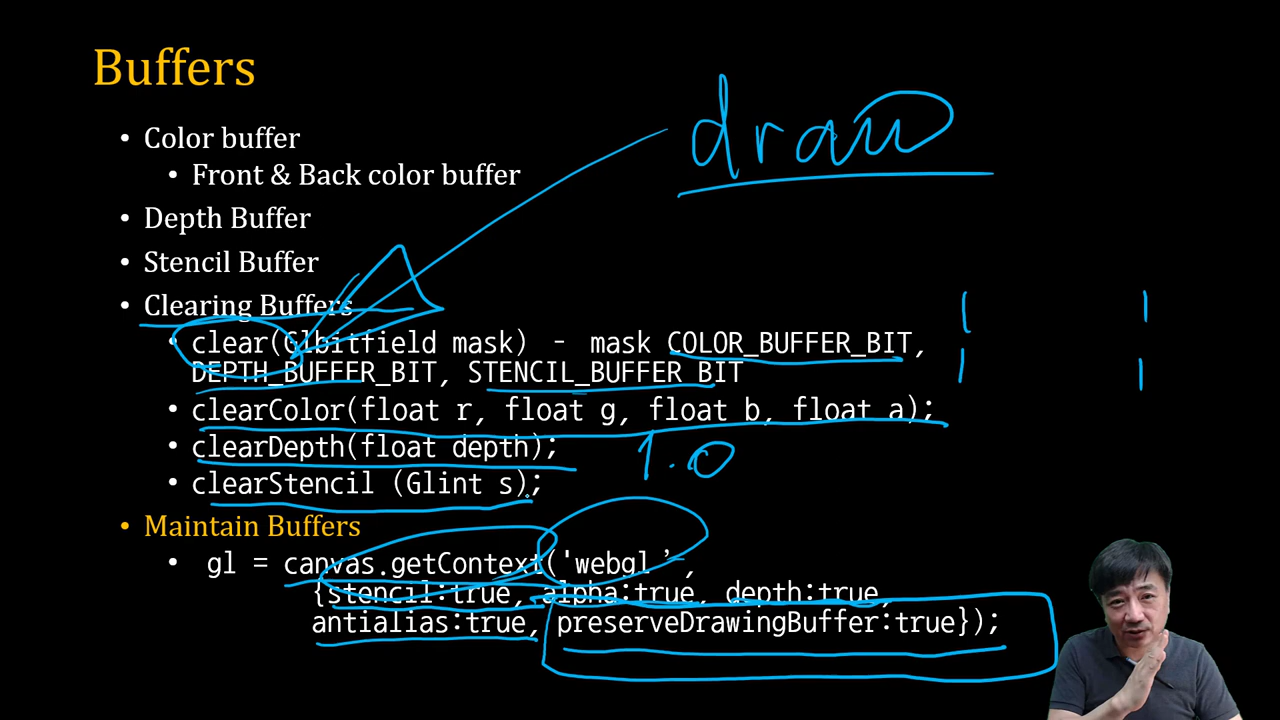 Buffers
draw
• Color buffer
• Front & Back color buffer
• Depth Buffer
• Stencil Buffer
• Clearing Buffers
• clear(Glbitfield mask) - mask COLOR_BUFFER_BIT,
DEPTH_BUFFER_BIT, STENCIL_BUFFER_BIT
• clearColor(float r, float g, float b, float a);
• clearDepth(float depth);
1.0
• clearStencil (Glint s);
• Maintain Buffers
• gl = canvas.getContext('webgl’,
{stencil:true, alpha:true, depth:true,
antialias:true, preserveDrawingBuffer:true});